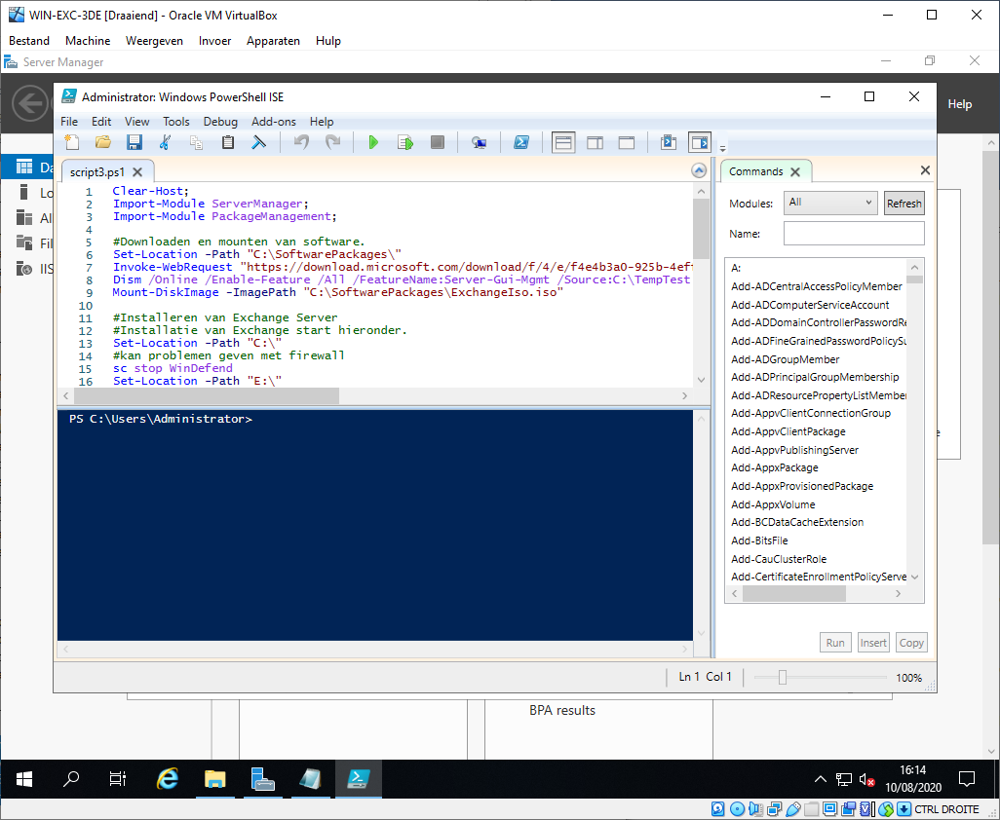 WIN-EXC-3DE [Draaiend] - Oracle VM VirtualBox
Bestand Machine Weergeven Invoer Apparaten Hulp
Server Manager
Help
Administrator: Windows PowerShell ISE
File Edit View Tools Debug Add-ons Help
script3.ps1
1 Clear-Host;
2 Import-Module ServerManager;
3 Import-Module PackageManagement;
4
5 #Downloaden en mounten van software.
6 Set-Location -Path "C:\SoftwarePackages\"
7 Invoke-WebRequest "https://download.microsoft.com/download/f/4/e/f4e4b3a0-925b-4eff
8 Dism /Online /Enable-Feature /All /FeatureName:Server-Gui-Mgmt /Source:C:\TempTest
9 Mount-DiskImage -ImagePath "C:\SoftwarePackages\ExchangeIso.iso"
10
11 #Installeren van Exchange Server
12 #Installatie van Exchange start hieronder.
13 Set-Location -Path "C:\"
14 #kan problemen geven met firewall
15 sc stop WinDefend
16 Set-Location -Path "E:\"
PS C:\Users\Administrator>
Commands
Modules: All Refresh
Name:
A:
Add-ADCentralAccessPolicyMember
Add-ADComputerServiceAccount
Add-ADDomainControllerPasswordRe
Add-ADFineGrainedPasswordPolicySu
Add-ADGroupMember
Add-ADPrincipalGroupMembership
Add-ADResourcePropertyListMember
Add-AppvClientConnectionGroup
Add-AppvClientPackage
Add-AppvPublishingServer
Add-AppxPackage
Add-AppxProvisionedPackage
Add-AppxVolume
Add-BCDataCacheExtension
Add-BitsFile
Add-CauClusterRole
Add-CertificateEnrollmentPolicyServe
Run Insert Copy
Ln 1 Col 1 100%
Da
Lo
Al
Fil
IIS
e
BPA results
16:14
10/08/2020
CTRL DROITE